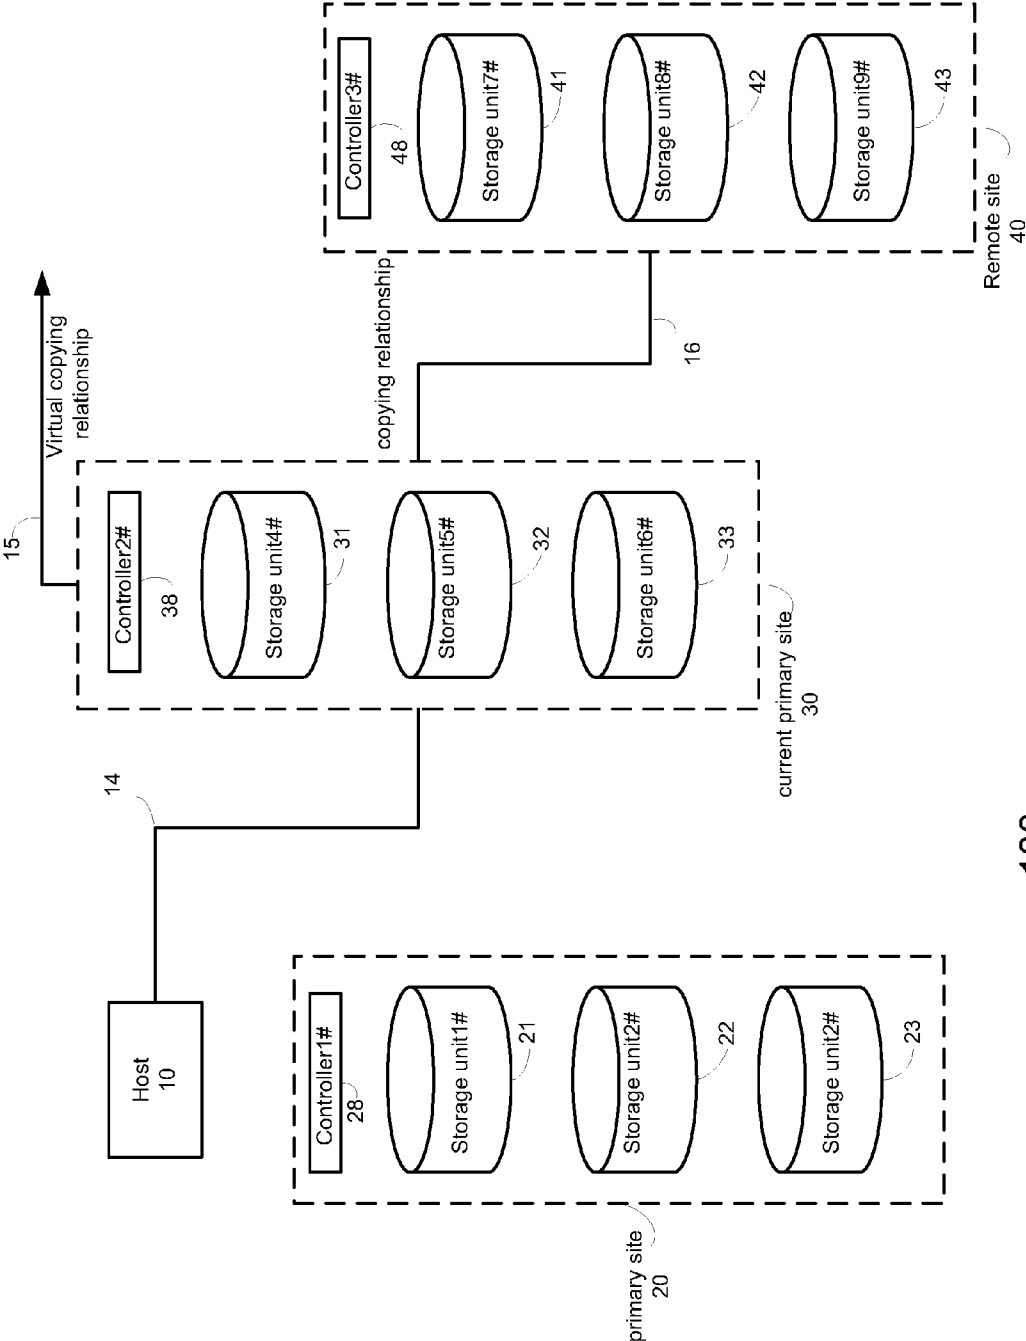 Host
10
14
15
Virtual copying
relationship
primary site
20
Controller1#
28
Storage unit1#
21
Storage unit2#
22
Storage unit2#
23
Controller2#
38
Storage unit4#
31
Storage unit5#
32
Storage unit6#
33
current primary site
30
copying relationship
16
Controller3#
48
Storage unit7#
41
Storage unit8#
42
Storage unit9#
43
Remote site
40